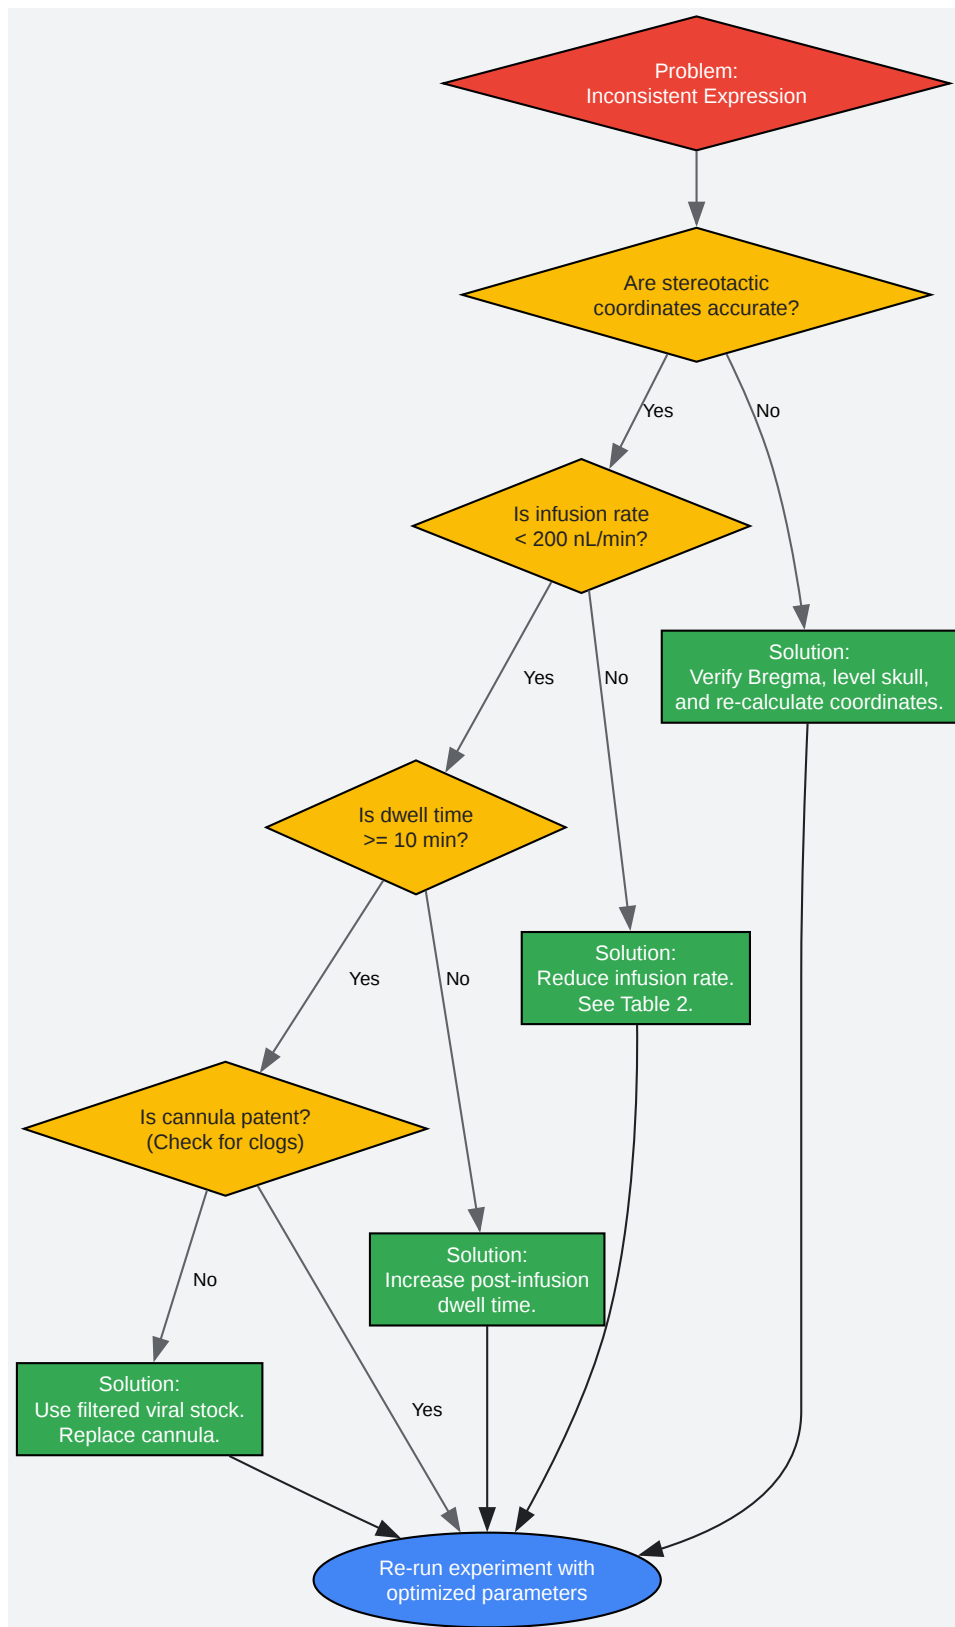 Problem:
Inconsistent Expression
Are stereotactic
coordinates accurate?
Yes
No
Is infusion rate
< 200 nL/min?
Solution:
Verify Bregma, level skull,
and re-calculate coordinates.
Yes
No
Is dwell time
>= 10 min?
Solution:
Reduce infusion rate.
See Table 2.
Yes
No
Is cannula patent?
(Check for clogs)
Solution:
Increase post-infusion
dwell time.
No
Yes
Solution:
Use filtered viral stock.
Replace cannula.
Re-run experiment with
optimized parameters